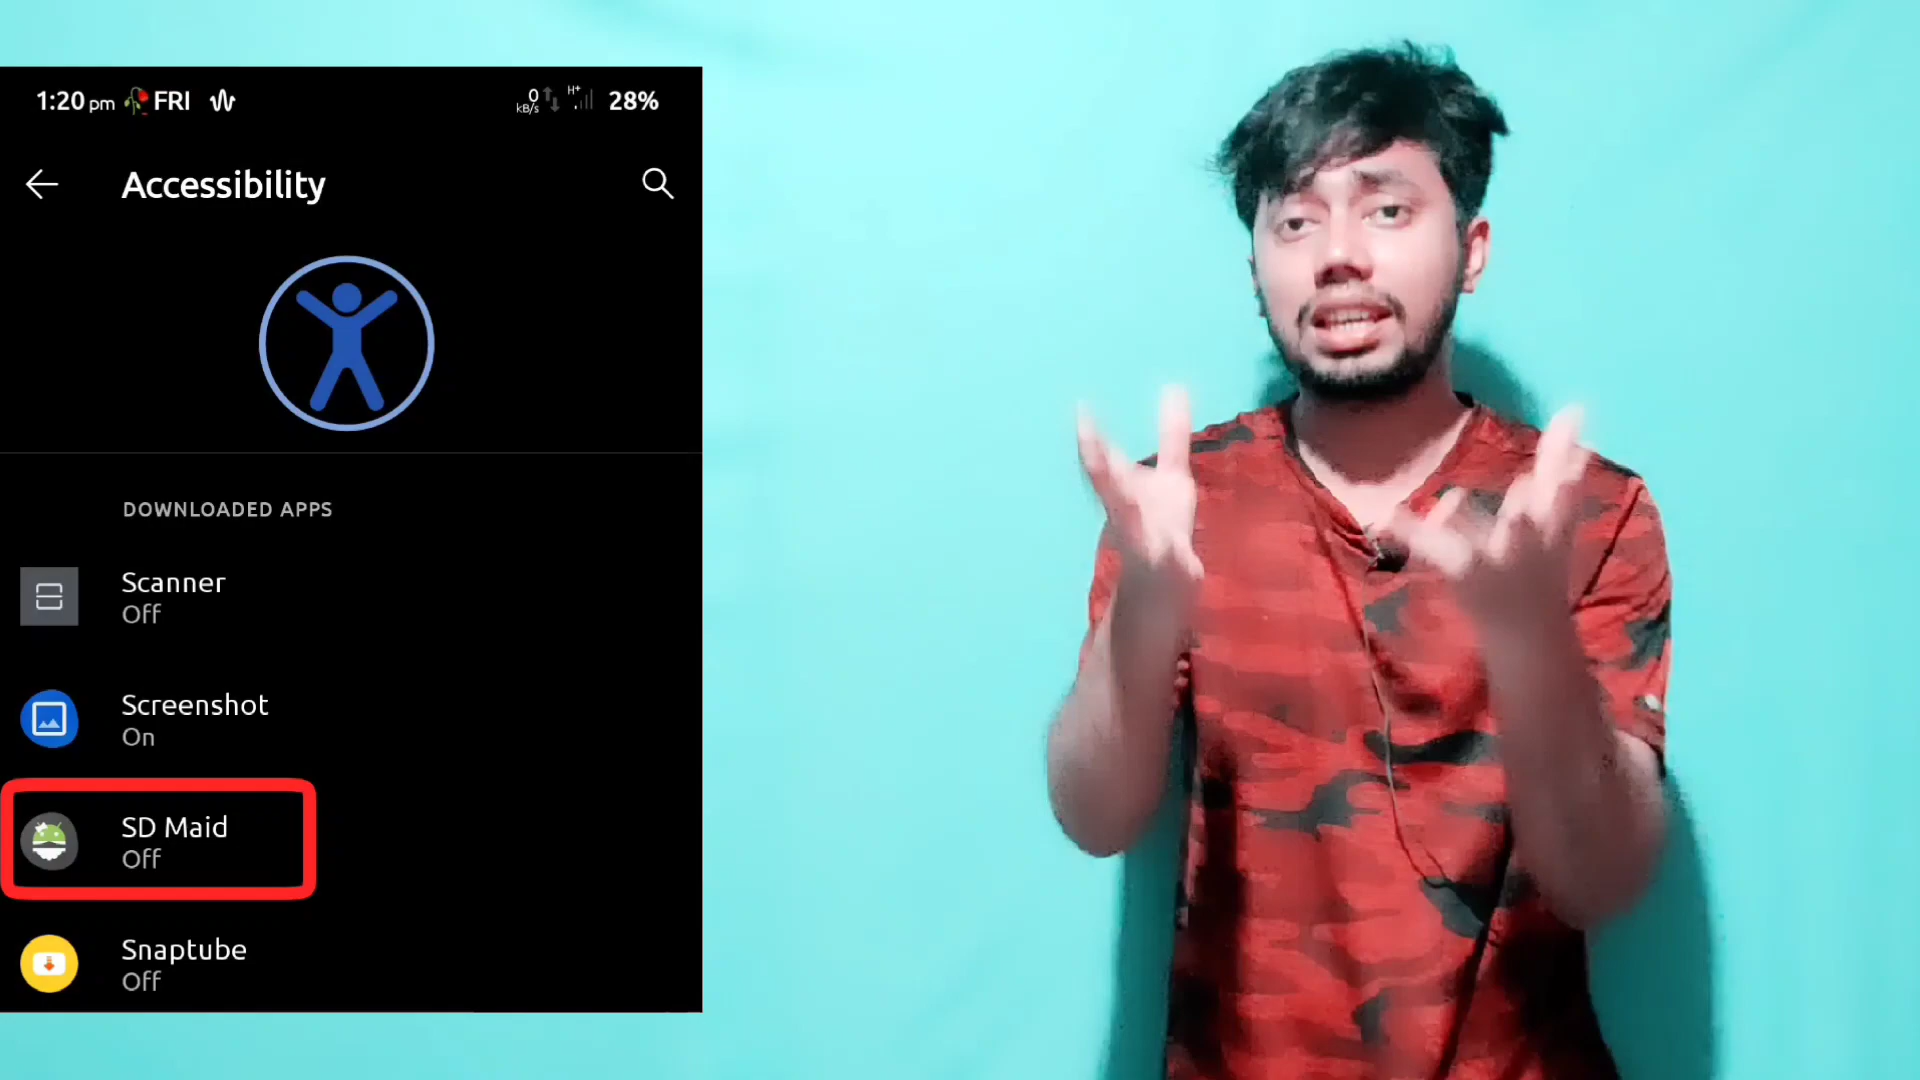 1:20 pm 🥀 FRI 0 kB/s H+ 28%
Accessibility
DOWNLOADED APPS
Scanner
Off
Screenshot
On
SD Maid
Off
Snaptube
Off